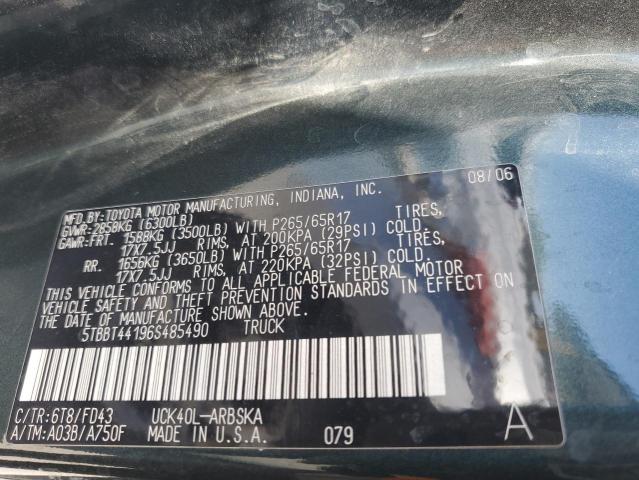 MFD.BY:TOYOTA MOTOR MANUFACTURING, INDIANA, INC. 08/06
GVWR:2858KG (6300LB)
GAWR:FRT. 1588KG (3500LB) WITH P265/65R17 TIRES,
17X7.5JJ RIMS, AT 200KPA (29PSI) COLD.
RR. 1656KG (3650LB) WITH P265/65R17 TIRES,
17X7.5JJ RIMS, AT 220KPA (32PSI) COLD.
THIS VEHICLE CONFORMS TO ALL APPLICABLE FEDERAL MOTOR
VEHICLE SAFETY AND THEFT PREVENTION STANDARDS IN EFFECT ON
THE DATE OF MANUFACTURE SHOWN ABOVE.
5TBBT44196S485490 TRUCK
C/TR:6T8/FD43 UCK40L-ARBSKA
A/TM:A03B/A750F MADE IN U.S.A. 079 A